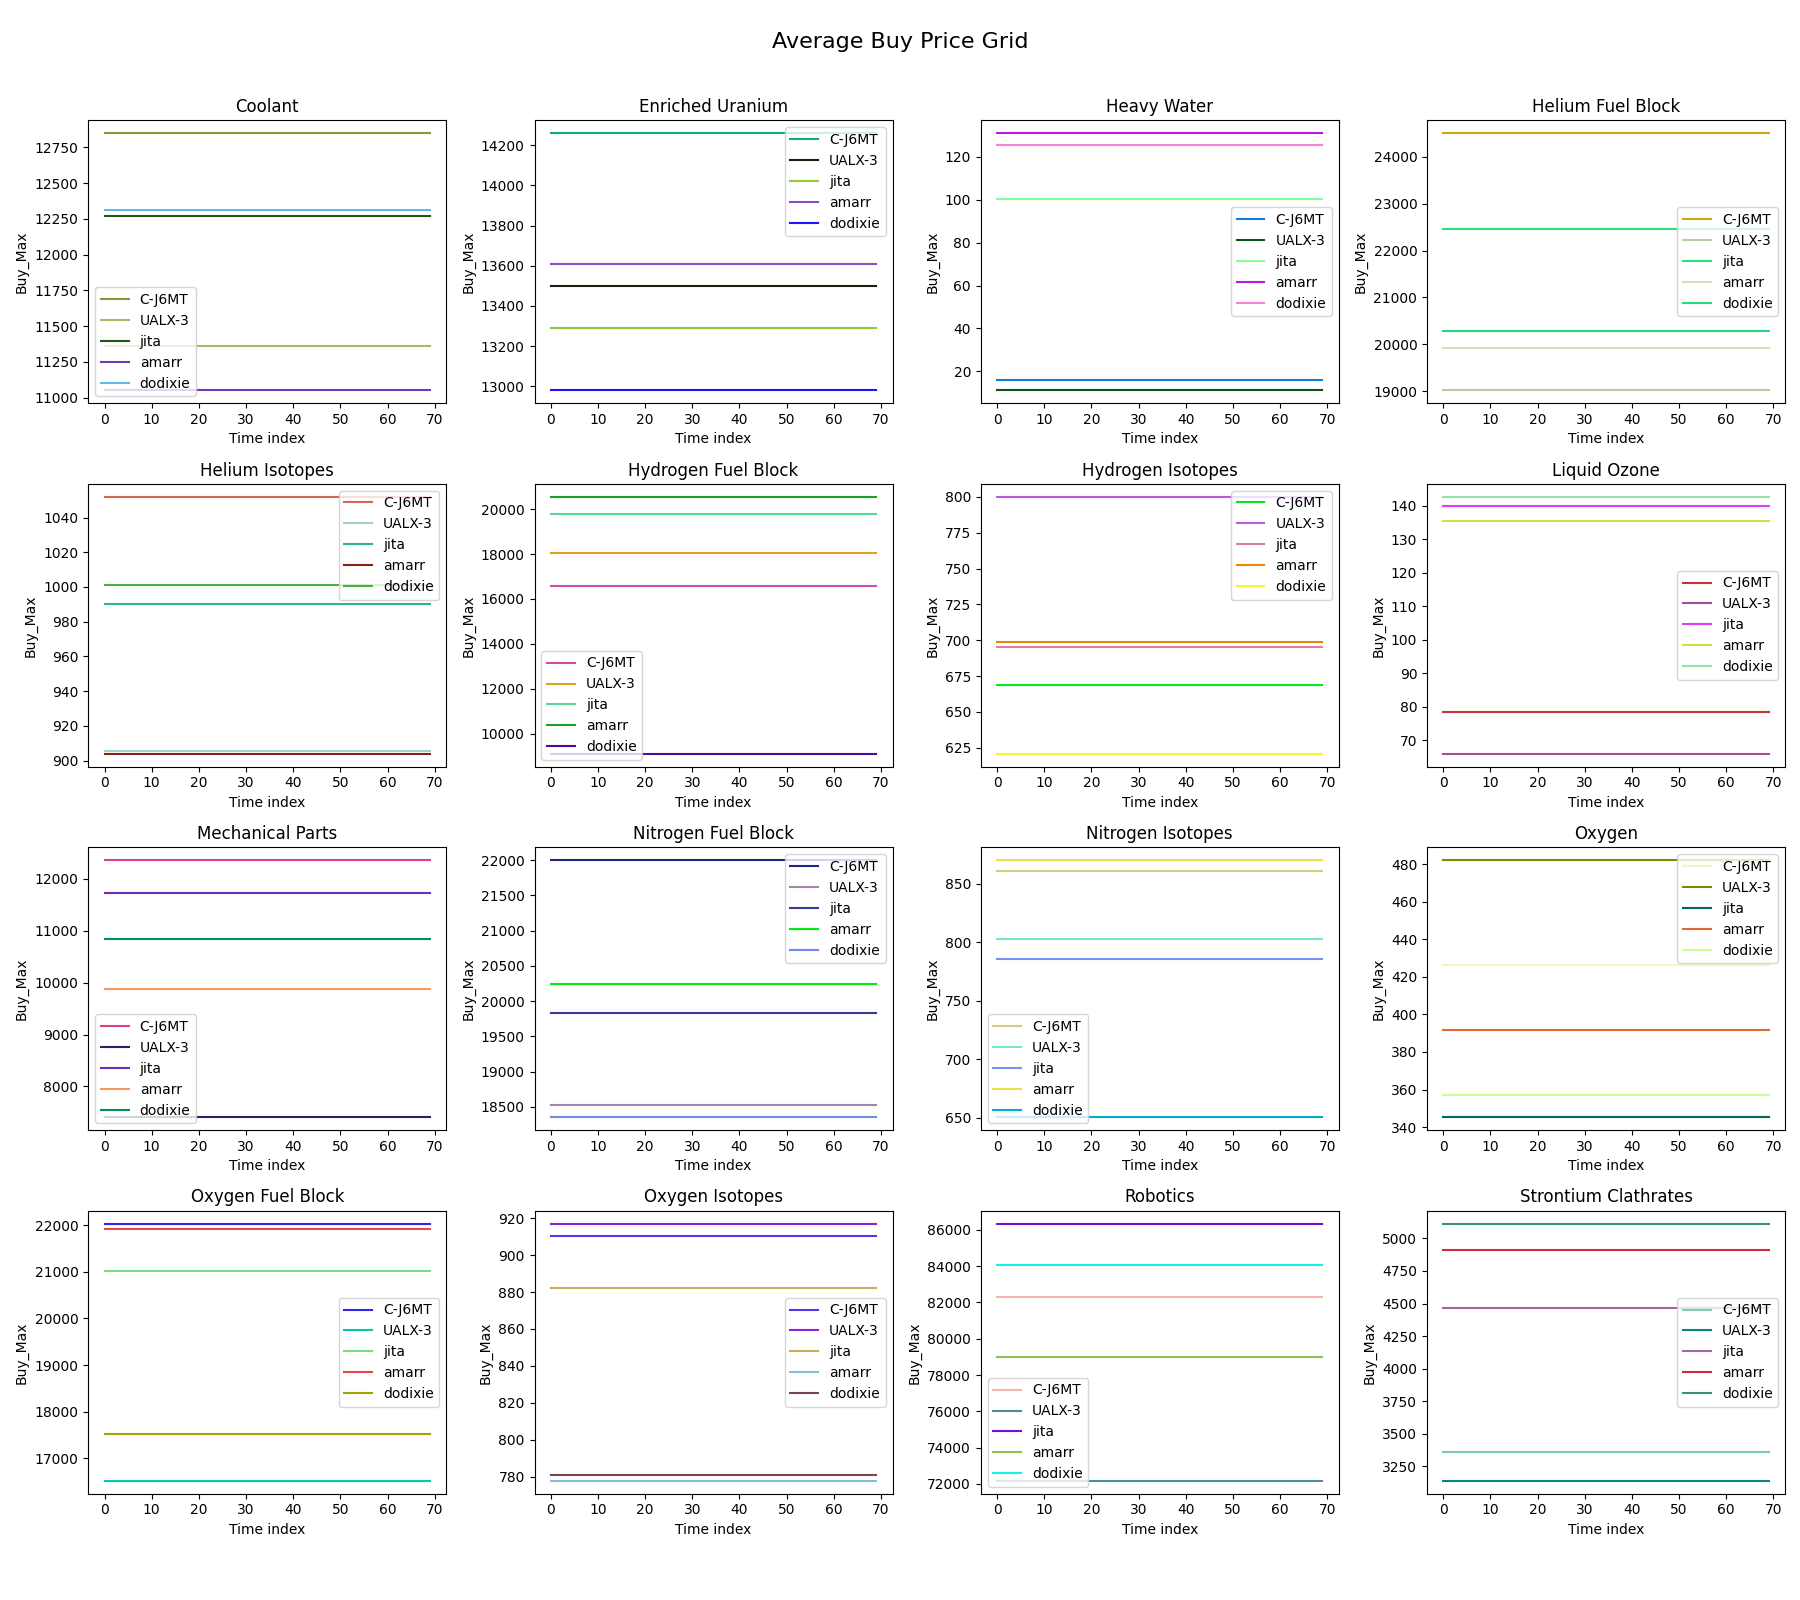 Average Buy Price Grid
Coolant
12750
12500
12250
12000
11750
11500
11250
11000
Buy_Max
C-J6MT
UALX-3
jita
amarr
dodixie
0 10 20 30 40 50 60 70
Time index
Enriched Uranium
14200
14000
13800
13600
13400
13200
13000
Buy_Max
C-J6MT
UALX-3
jita
amarr
dodixie
0 10 20 30 40 50 60 70
Time index
Heavy Water
120
100
80
60
40
20
Buy_Max
C-J6MT
UALX-3
jita
amarr
dodixie
0 10 20 30 40 50 60 70
Time index
Helium Fuel Block
24000
23000
22000
21000
20000
19000
Buy_Max
C-J6MT
UALX-3
jita
amarr
dodixie
0 10 20 30 40 50 60 70
Time index
Helium Isotopes
1040
1020
1000
980
960
940
920
900
Buy_Max
C-J6MT
UALX-3
jita
amarr
dodixie
0 10 20 30 40 50 60 70
Time index
Hydrogen Fuel Block
20000
18000
16000
14000
12000
10000
Buy_Max
C-J6MT
UALX-3
jita
amarr
dodixie
0 10 20 30 40 50 60 70
Time index
Hydrogen Isotopes
800
775
750
725
700
675
650
625
Buy_Max
C-J6MT
UALX-3
jita
amarr
dodixie
0 10 20 30 40 50 60 70
Time index
Liquid Ozone
140
130
120
110
100
90
80
70
Buy_Max
C-J6MT
UALX-3
jita
amarr
dodixie
0 10 20 30 40 50 60 70
Time index
Mechanical Parts
12000
11000
10000
9000
8000
Buy_Max
C-J6MT
UALX-3
jita
amarr
dodixie
0 10 20 30 40 50 60 70
Time index
Nitrogen Fuel Block
22000
21500
21000
20500
20000
19500
19000
18500
Buy_Max
C-J6MT
UALX-3
jita
amarr
dodixie
0 10 20 30 40 50 60 70
Time index
Nitrogen Isotopes
850
800
750
700
650
Buy_Max
C-J6MT
UALX-3
jita
amarr
dodixie
0 10 20 30 40 50 60 70
Time index
Oxygen
480
460
440
420
400
380
360
340
Buy_Max
C-J6MT
UALX-3
jita
amarr
dodixie
0 10 20 30 40 50 60 70
Time index
Oxygen Fuel Block
22000
21000
20000
19000
18000
17000
Buy_Max
C-J6MT
UALX-3
jita
amarr
dodixie
0 10 20 30 40 50 60 70
Time index
Oxygen Isotopes
920
900
880
860
840
820
800
780
Buy_Max
C-J6MT
UALX-3
jita
amarr
dodixie
0 10 20 30 40 50 60 70
Time index
Robotics
86000
84000
82000
80000
78000
76000
74000
72000
Buy_Max
C-J6MT
UALX-3
jita
amarr
dodixie
0 10 20 30 40 50 60 70
Time index
Strontium Clathrates
5000
4750
4500
4250
4000
3750
3500
3250
Buy_Max
C-J6MT
UALX-3
jita
amarr
dodixie
0 10 20 30 40 50 60 70
Time index